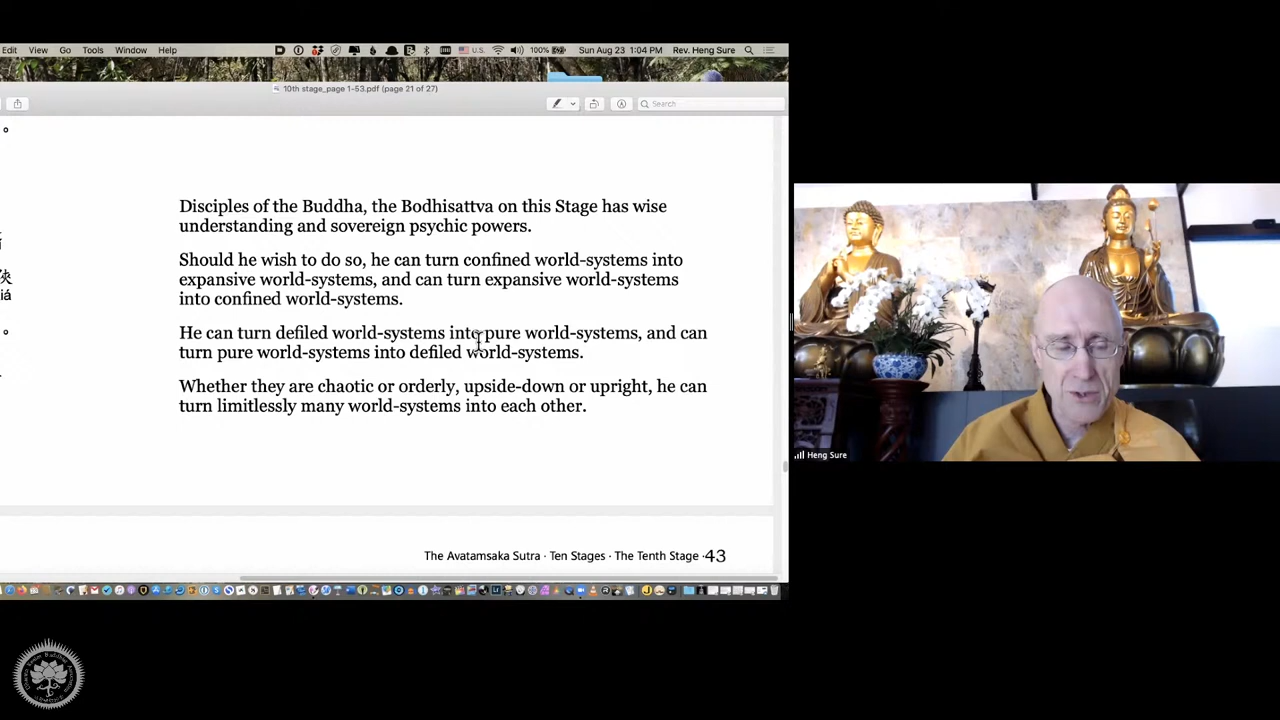 Edit View Go Tools Window Help
U.S. 100% Sun Aug 23 1:04 PM Rev. Heng Sure
10th stage_page 1-53.pdf (page 21 of 27)
Search
。
Disciples of the Buddha, the Bodhisattva on this Stage has wise
understanding and sovereign psychic powers.
Should he wish to do so, he can turn confined world-systems into
expansive world-systems, and can turn expansive world-systems
into confined world-systems.
iá
。
He can turn defiled world-systems into pure world-systems, and can
turn pure world-systems into defiled world-systems.
Whether they are chaotic or orderly, upside-down or upright, he can
turn limitlessly many world-systems into each other.
Heng Sure
The Avatamsaka Sutra · Ten Stages · The Tenth Stage ·43